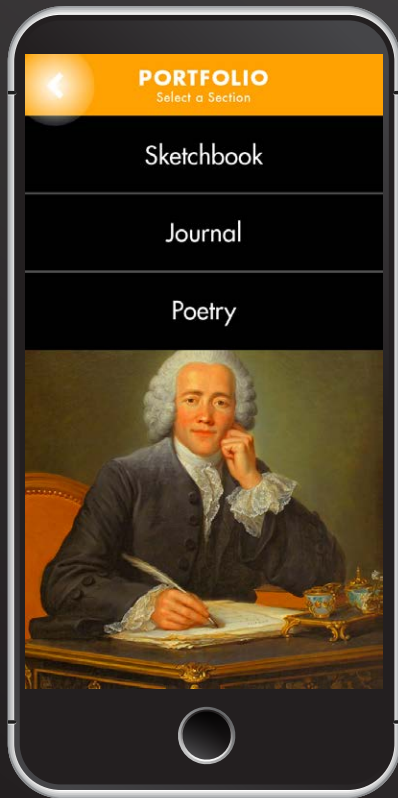 PORTFOLIO
Select a Section
Sketchbook
Journal
Poetry